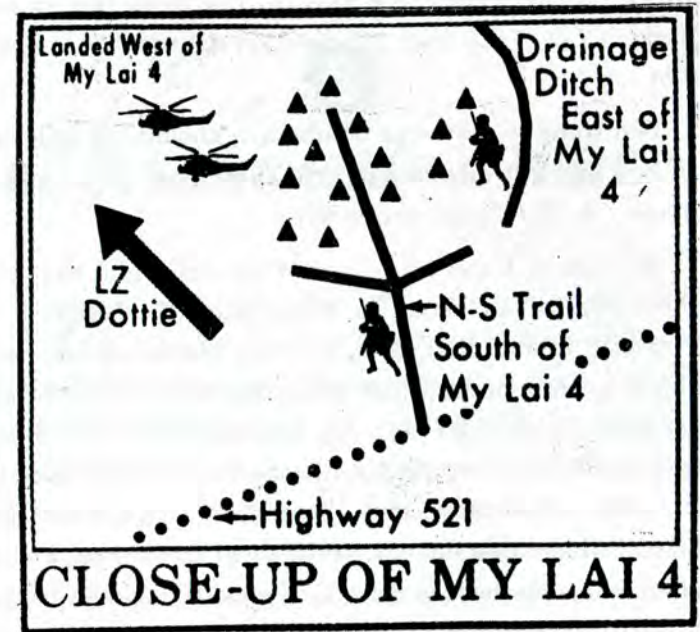 Landed West of
My Lai 4
Drainage
Ditch
East of
My Lai
4
LZ
Dottie
N-S Trail
South of
My Lai 4
Highway 521
CLOSE-UP OF MY LAI 4